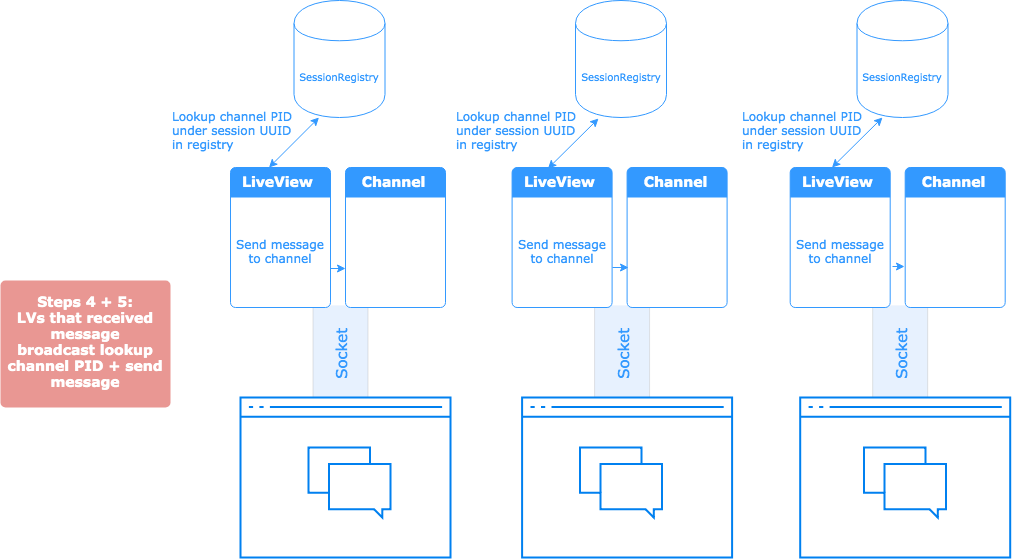 SessionRegistry
SessionRegistry
SessionRegistry
Lookup channel PID
under session UUID
in registry
Lookup channel PID
under session UUID
in registry
Lookup channel PID
under session UUID
in registry
LiveView
Channel
LiveView
Channel
LiveView
Channel
Send message
to channel
Send message
to channel
Send message
to channel
Steps 4 + 5:
LVs that received
message
broadcast lookup
channel PID + send
message
Socket
Socket
Socket